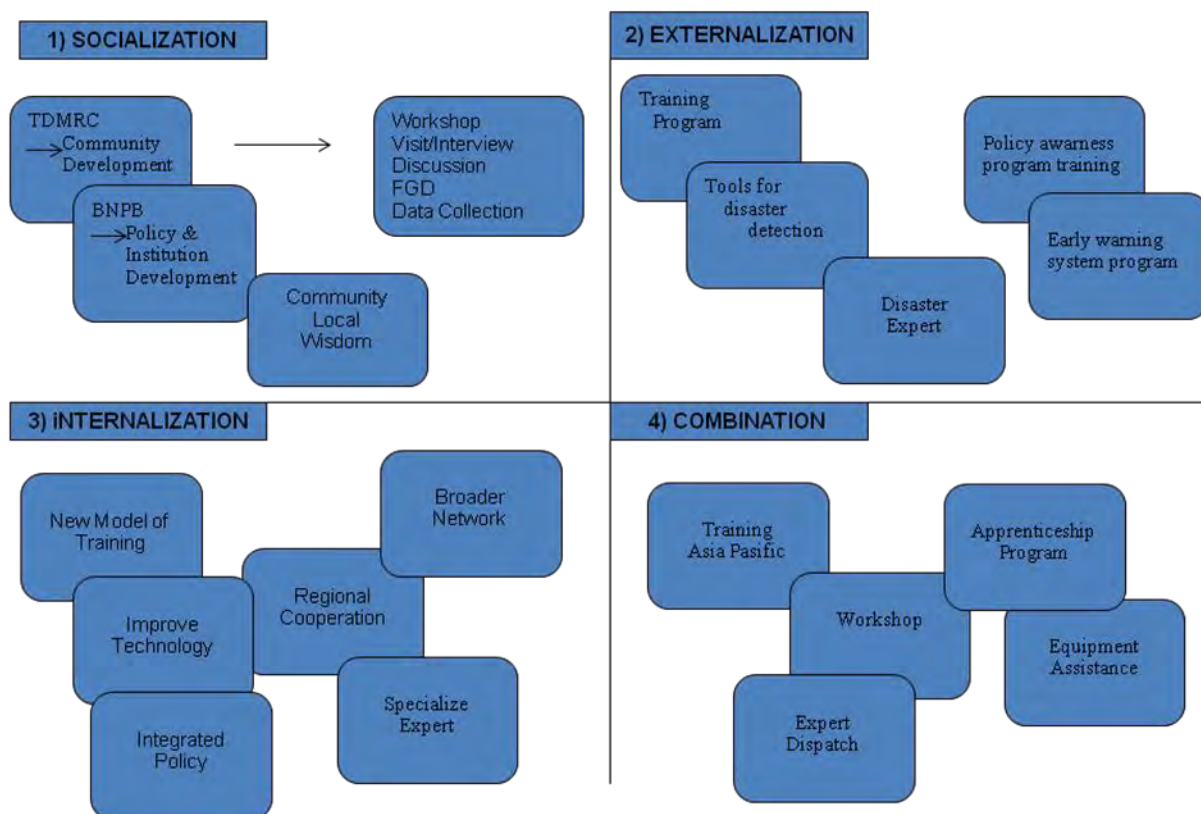 1) SOCIALIZATION
TDMRC
Community
Development
BNPB
Policy &
Institution
Development
Community
Local
Wisdom
Workshop
Visit/Interview
Discussion
FGD
Data Collection
2) EXTERNALIZATION
Training
Program
Tools for
disaster
detection
Disaster
Expert
Policy awarness
program training
Early warning
system program
3) iNTERNALIZATION
New Model of
Training
Improve
Technology
Integrated
Policy
Regional
Cooperation
Broader
Network
Specialize
Expert
4) COMBINATION
Training
Asia Pasific
Workshop
Expert
Dispatch
Apprenticeship
Program
Equipment
Assistance